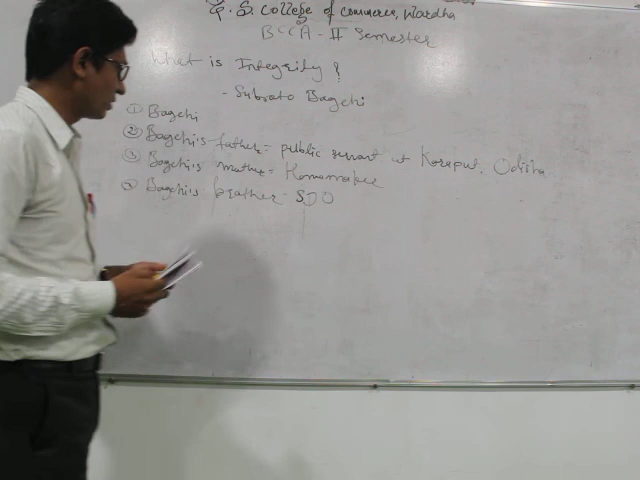 G. S. College of commerce, Wardha
BCCA - II Semester
What is Integrity?
- Subroto Bagchi
① Bagchi
② Bagchi's father = public servant at Koraput, Odisha
③ Bagchi's mother = Homemaker
④ Bagchi's brother - SDO